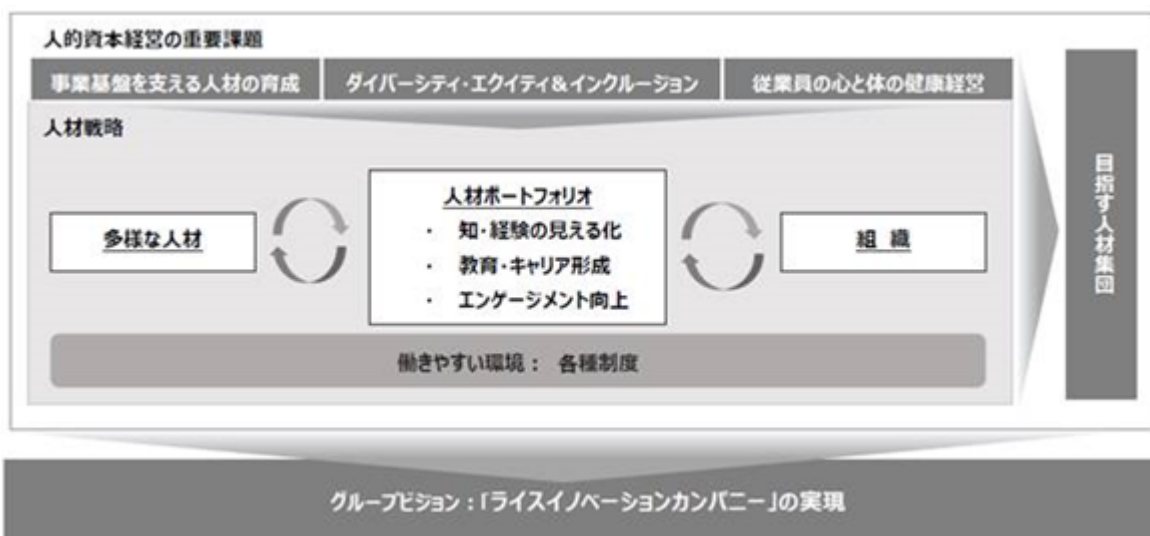 人的資本経営の重要課題
事業基盤を支える人材の育成
ダイバーシティ・エクイティ&インクルージョン
従業員の心と体の健康経営
人材戦略
多様な人材
人材ポートフォリオ
・ 知・経験の見える化
・ 教育・キャリア形成
・ エンゲージメント向上
組 織
働きやすい環境： 各種制度
目指す人材集団
グループビジョン：「ライスイノベーションカンパニー」の実現